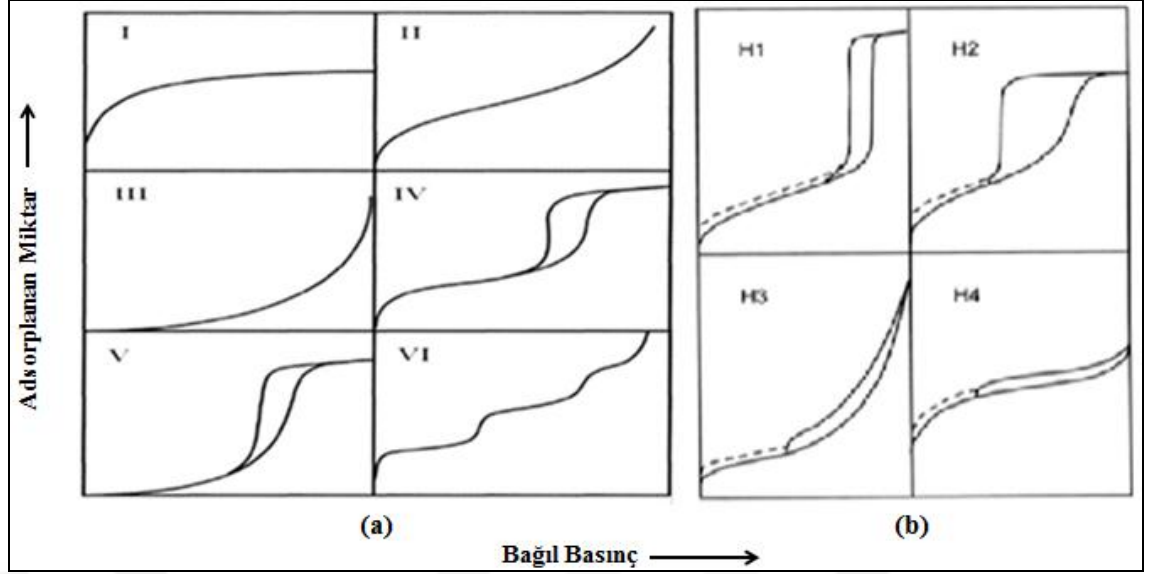 I
II
III
IV
V
VI
H1
H2
H3
H4
Adsorplanan Miktar
(a)
(b)
Bağıl Basınç